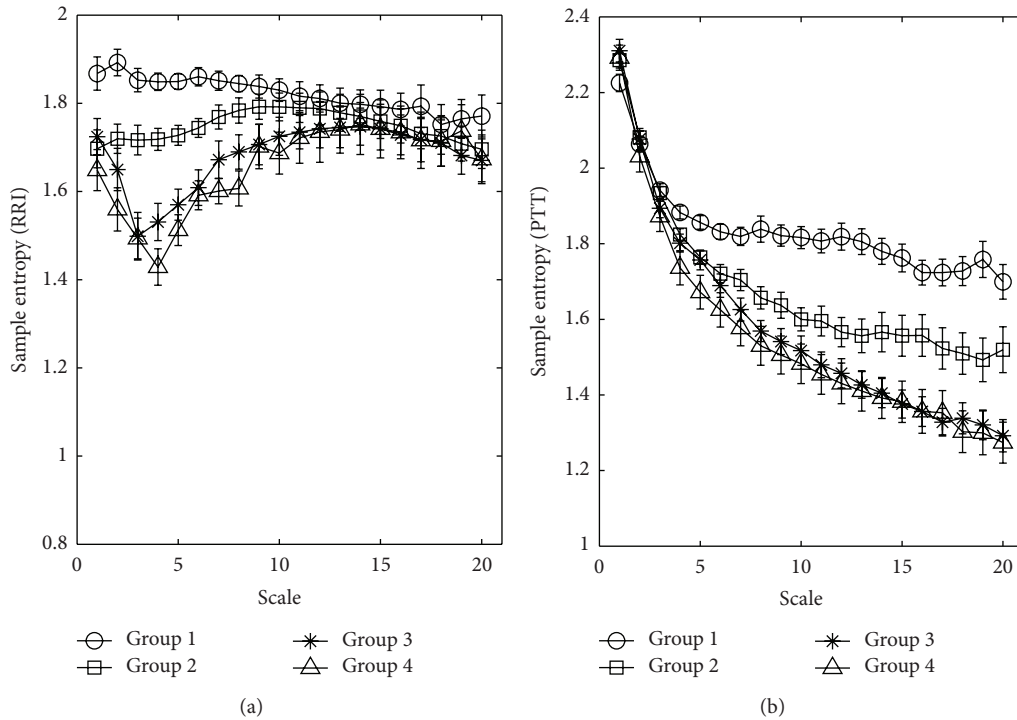 2
1.8
1.6
1.4
1.2
1
0.8
0
5
10
15
20
Sample entropy (RRI)
Scale
Group 1
Group 2
Group 3
Group 4
(a)
2.4
2.2
2
1.8
1.6
1.4
1.2
1
0
5
10
15
20
Sample entropy (PTT)
Scale
Group 1
Group 2
Group 3
Group 4
(b)